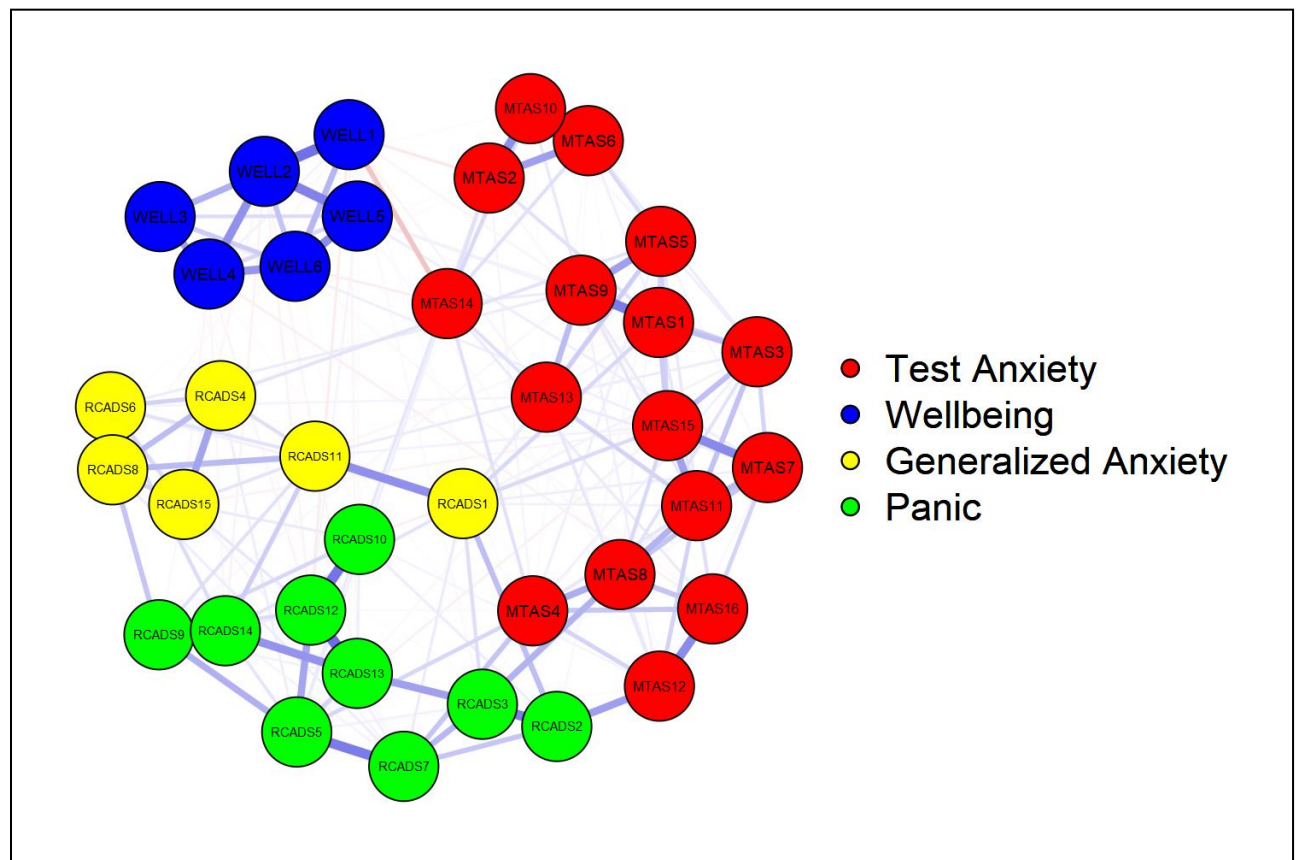 MTAS10
WELL1
MTAS6
WELL2
MTAS2
WELL3
WELL5
MTAS5
WELL4
WELL6
MTAS9
MTAS14
MTAS1
MTAS3
RCADS6
RCADS4
MTAS13
MTAS15
RCADS8
RCADS11
MTAS7
RCADS15
RCADS1
MTAS11
RCADS10
MTAS8
RCADS12
MTAS4
MTAS16
RCADS9
RCADS14
RCADS13
MTAS12
RCADS3
RCADS5
RCADS2
RCADS7
Test Anxiety
Wellbeing
Generalized Anxiety
Panic